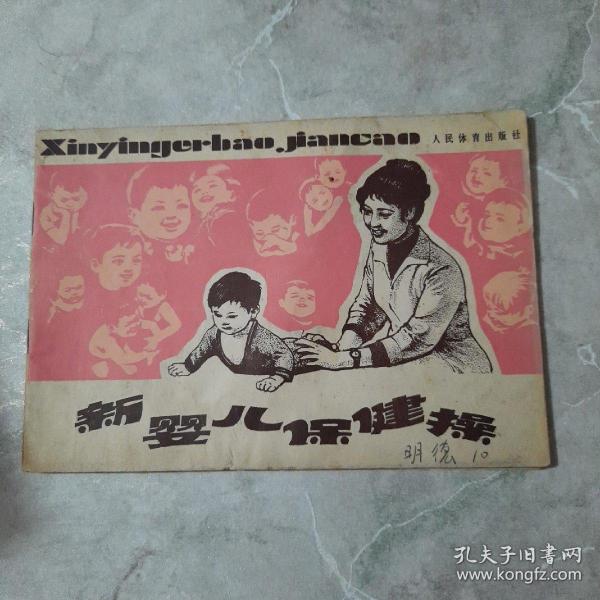 Xinyingerbao jiancao
人民体育出版社
新婴儿保健操
明德 10
孔夫子旧书网
www.kongfz.com